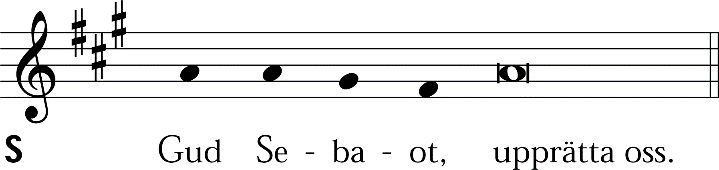 S Gud Se - ba - ot, upprätta oss.